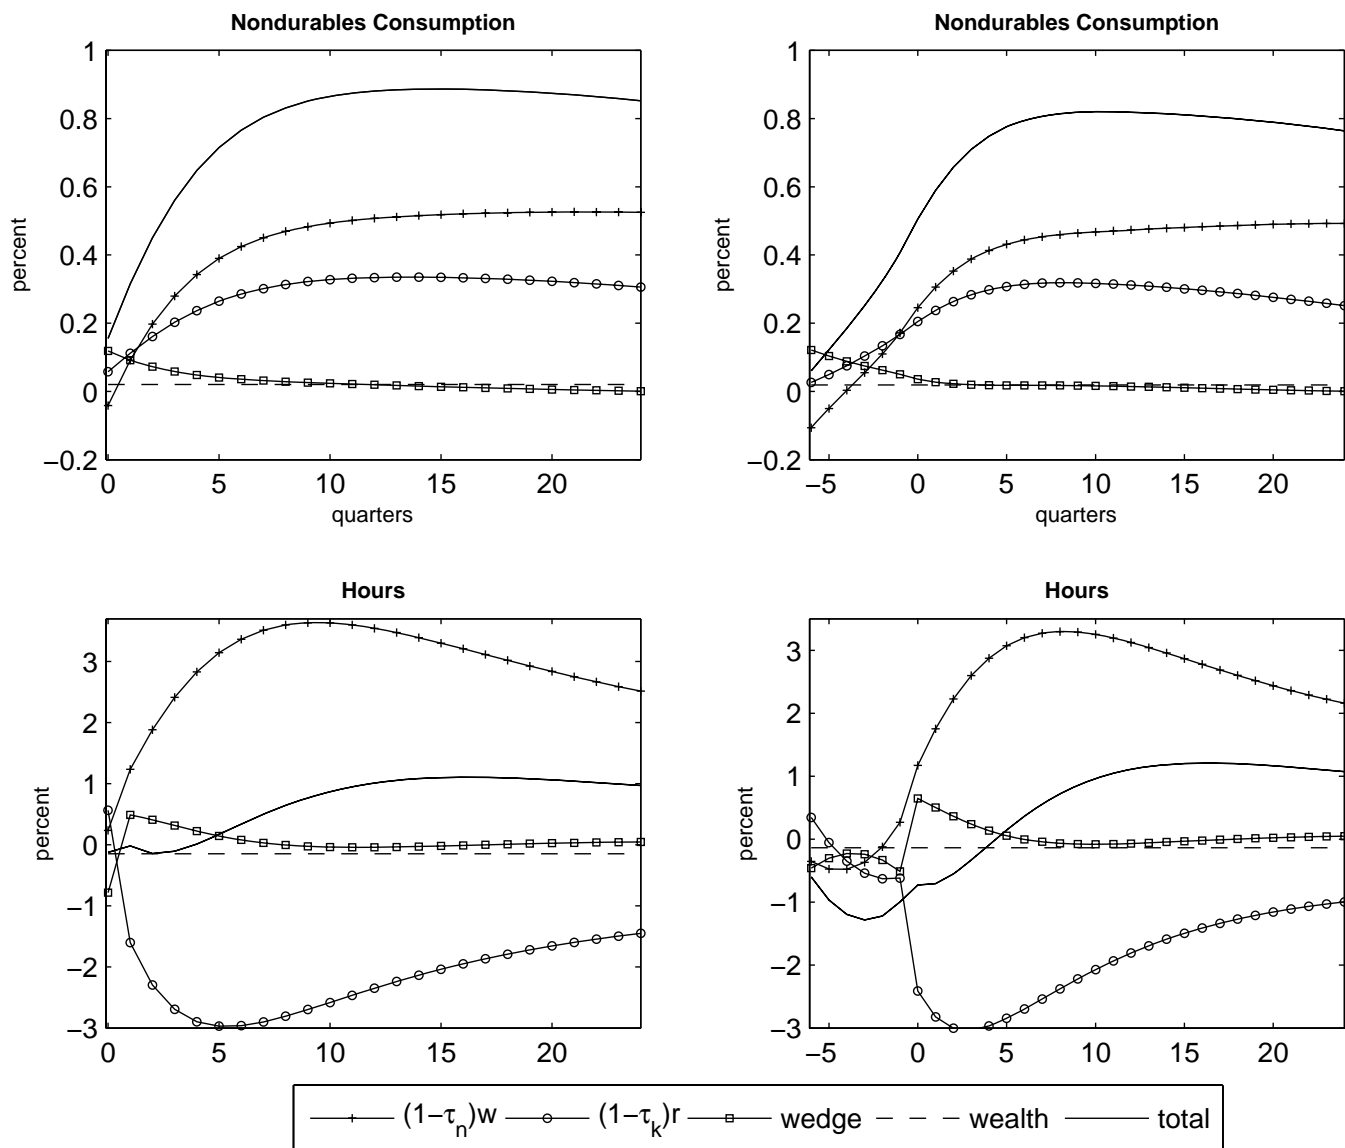 Nondurables Consumption
1
0.8
0.6
0.4
0.2
0
−0.2
percent
0 5 10 15 20
quarters
Nondurables Consumption
1
0.8
0.6
0.4
0.2
0
−0.2
percent
−5 0 5 10 15 20
quarters
Hours
3
2
1
0
−1
−2
−3
percent
0 5 10 15 20
Hours
3
2
1
0
−1
−2
−3
percent
−5 0 5 10 15 20
(1−τn)w (1−τk)r wedge wealth total